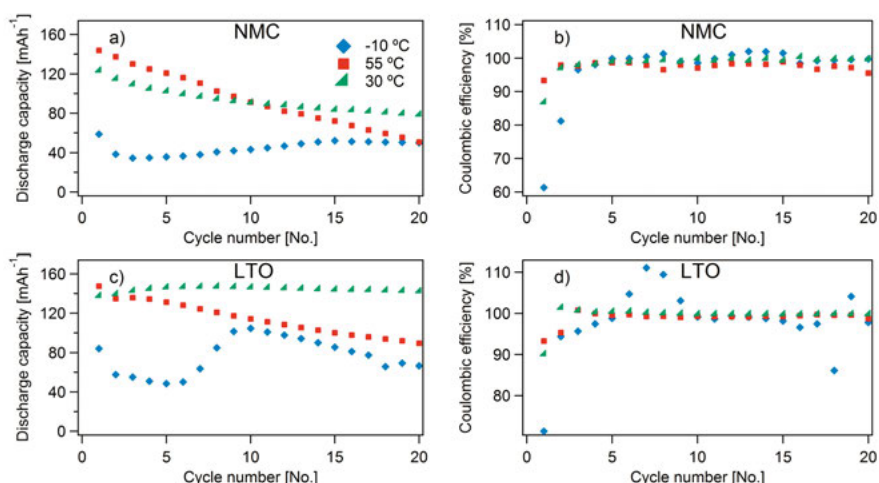 a) NMC
-10 ºC
55 ºC
30 ºC
Discharge capacity [mAh⁻¹]
160
120
80
40
0
0 5 10 15 20
Cycle number [No.]
b) NMC
Coulombic efficiency [%]
110
100
90
80
70
60
0 5 10 15 20
Cycle number [No.]
c) LTO
Discharge capacity [mAh⁻¹]
160
120
80
40
0
0 5 10 15 20
Cycle number [No.]
d) LTO
Coulombic efficiency [%]
110
100
90
80
0 5 10 15 20
Cycle number [No.]